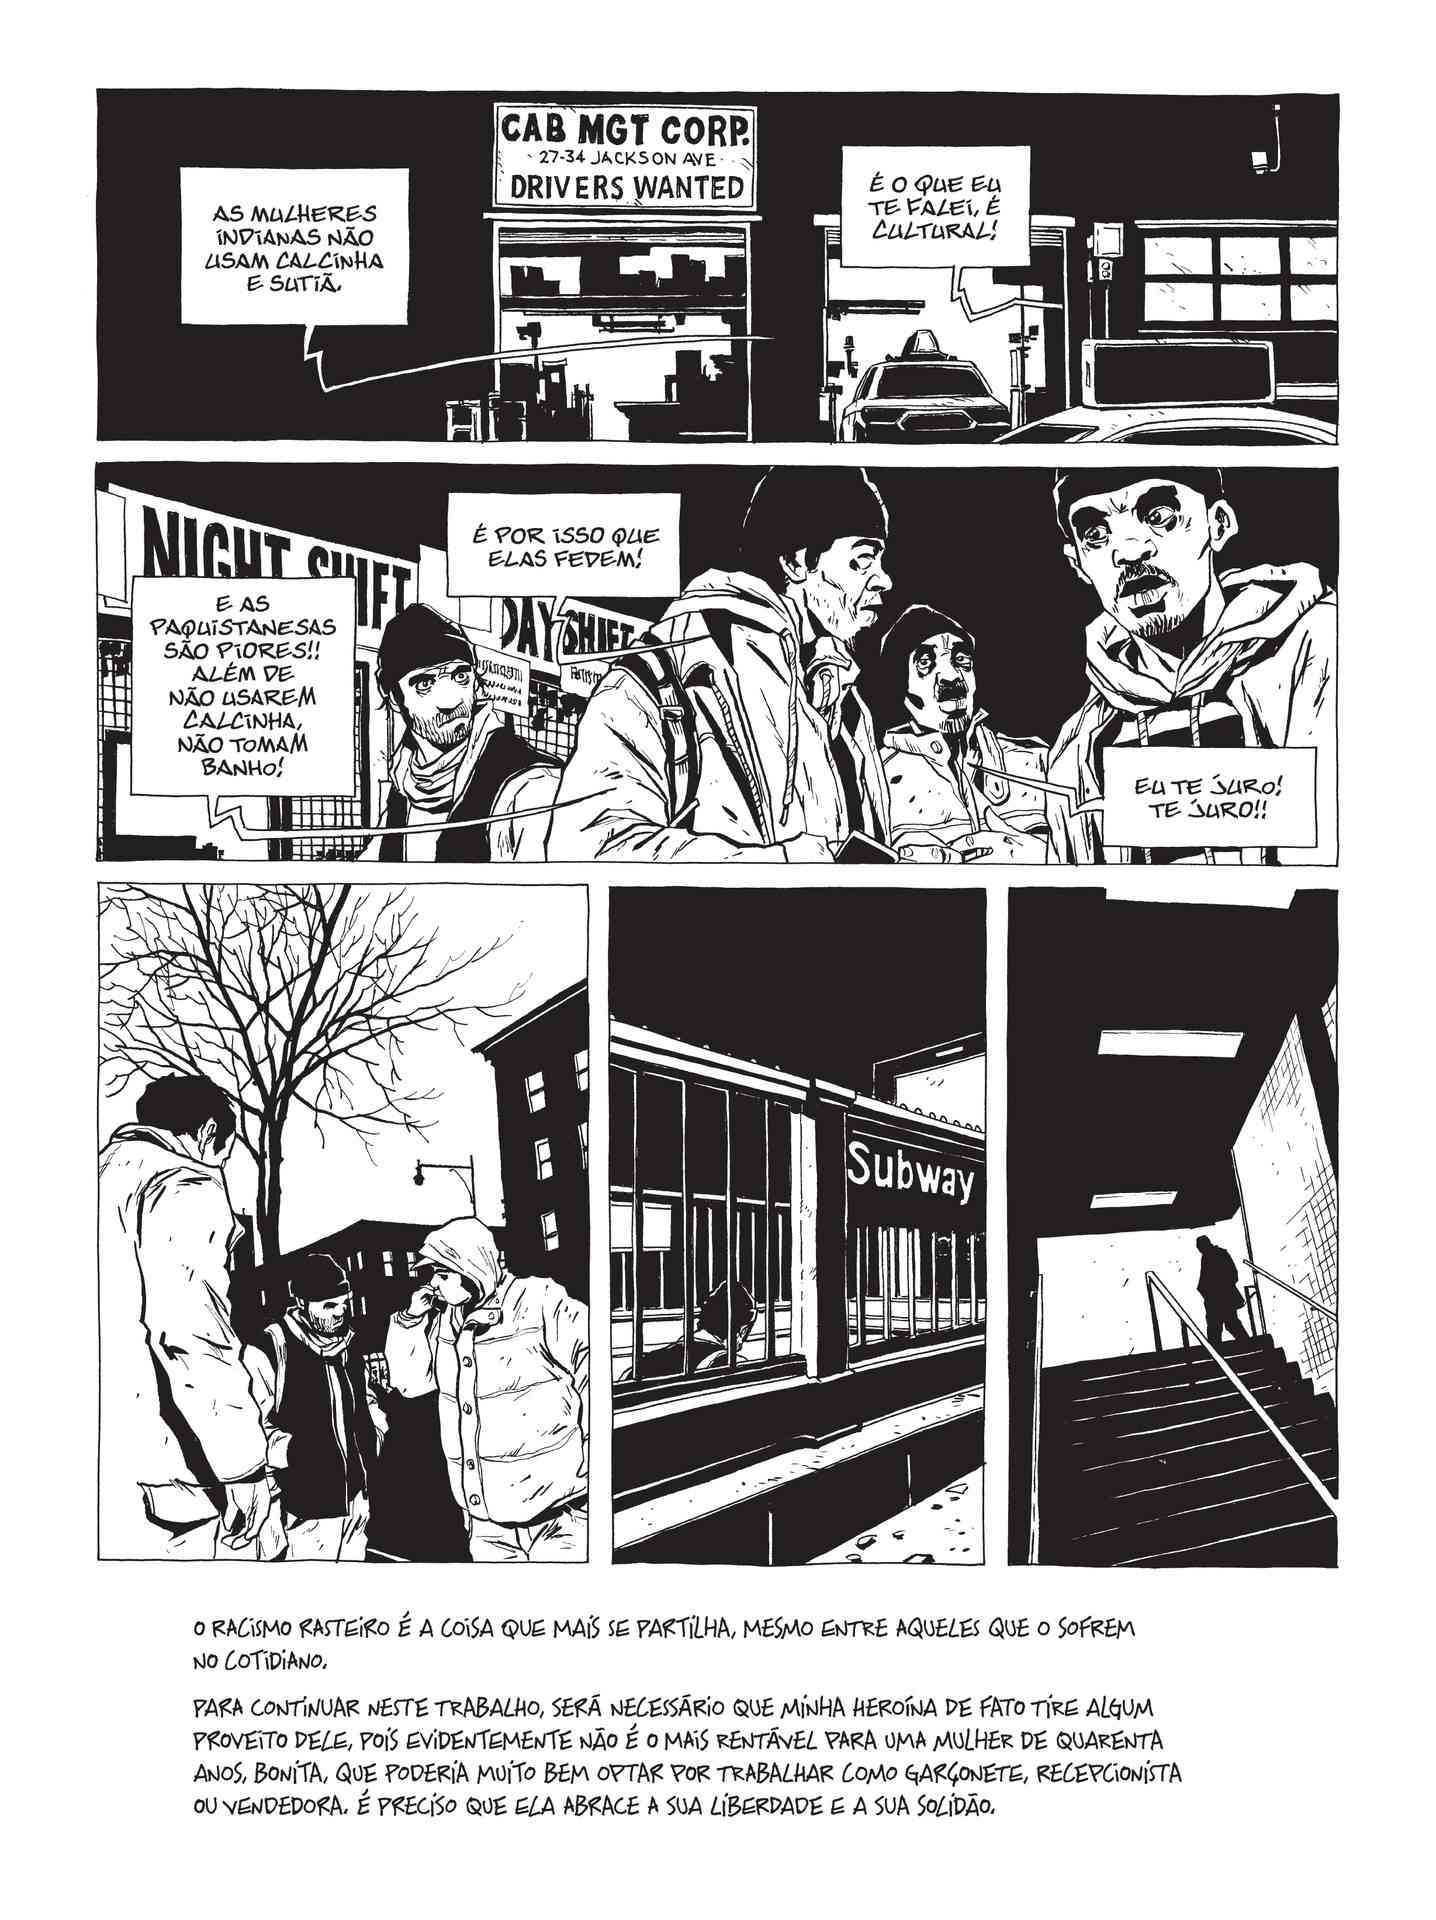 CAB MGT CORP.
27-34 JACKSON AVE
DRIVERS WANTED
AS MULHERES
INDIANAS NÃO
USAM CALCINHA
E SUTIÃ.
É O QUE EU
TE FALEI, É
CULTURAL!
NIGHT SHIFT
DAY SHIFT
É POR ISSO QUE
ELAS FEDEM!
E AS
PAQUISTANESAS
SÃO PIORES!!
ALÉM DE
NÃO USAREM
CALCINHA,
NÃO TOMAM
BANHO!
EU TE JURO!
TE JURO!!
Subway
O RACISMO RASTEIRO É A COISA QUE MAIS SE PARTILHA, MESMO ENTRE AQUELES QUE O SOFREM
NO COTIDIANO.
PARA CONTINUAR NESTE TRABALHO, SERÁ NECESSÁRIO QUE MINHA HEROÍNA DE FATO TIRE ALGUM
PROVEITO DELE, POIS EVIDENTEMENTE NÃO É O MAIS RENTÁVEL PARA UMA MULHER DE QUARENTA
ANOS, BONITA, QUE PODERIA MUITO BEM OPTAR POR TRABALHAR COMO GARÇONETE, RECEPCIONISTA
OU VENDEDORA. É PRECISO QUE ELA ABRACE A SUA LIBERDADE E A SUA SOLIDÃO.